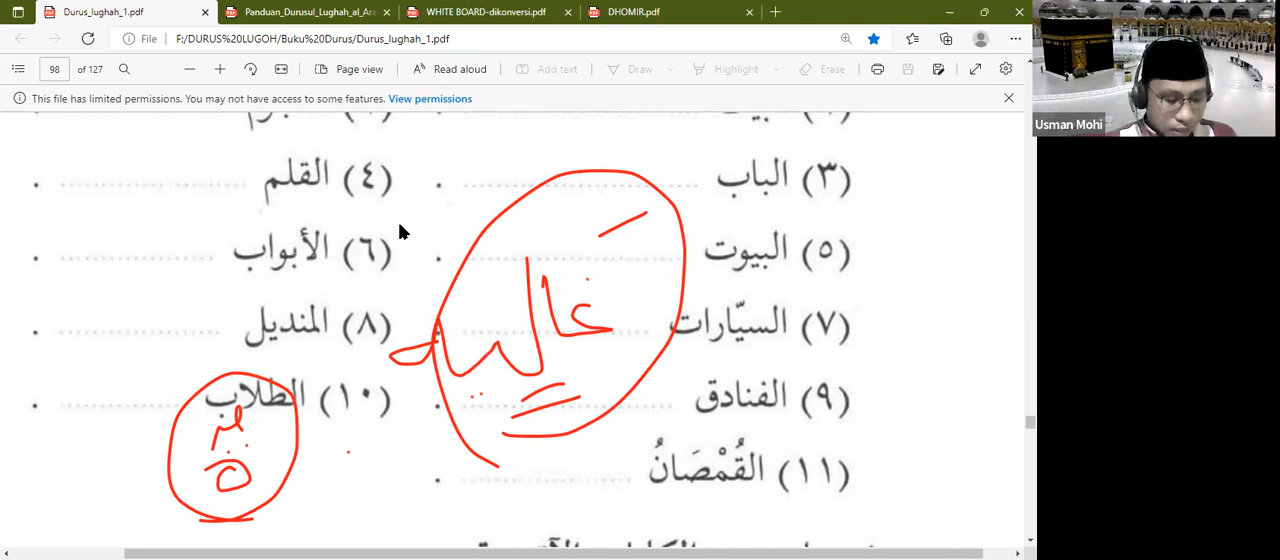 Durus_lughah_1.pdf
Panduan_Durusul_Lughah_al_Ara
WHITE BOARD-dikonversi.pdf
DHOMIR.pdf
File
F:/DURUS%20LUGOH/Buku%20Durus/Durus_lughah_1.pdf
98 of 127
Page view
Read aloud
Add text
Draw
Highlight
Erase
This file has limited permissions. You may not have access to some features. View permissions
Usman Mohi
(٣) الباب .................... .
(٤) القلم .................... .
(٥) البيوت .................... .
(٦) الأبواب .................... .
(٧) السيّارات .................... .
(٨) المنديل .................... .
(٩) الفنادق .................... .
(١٠) الطلاب .................... .
(١١) القُمْصَانُ .................... .